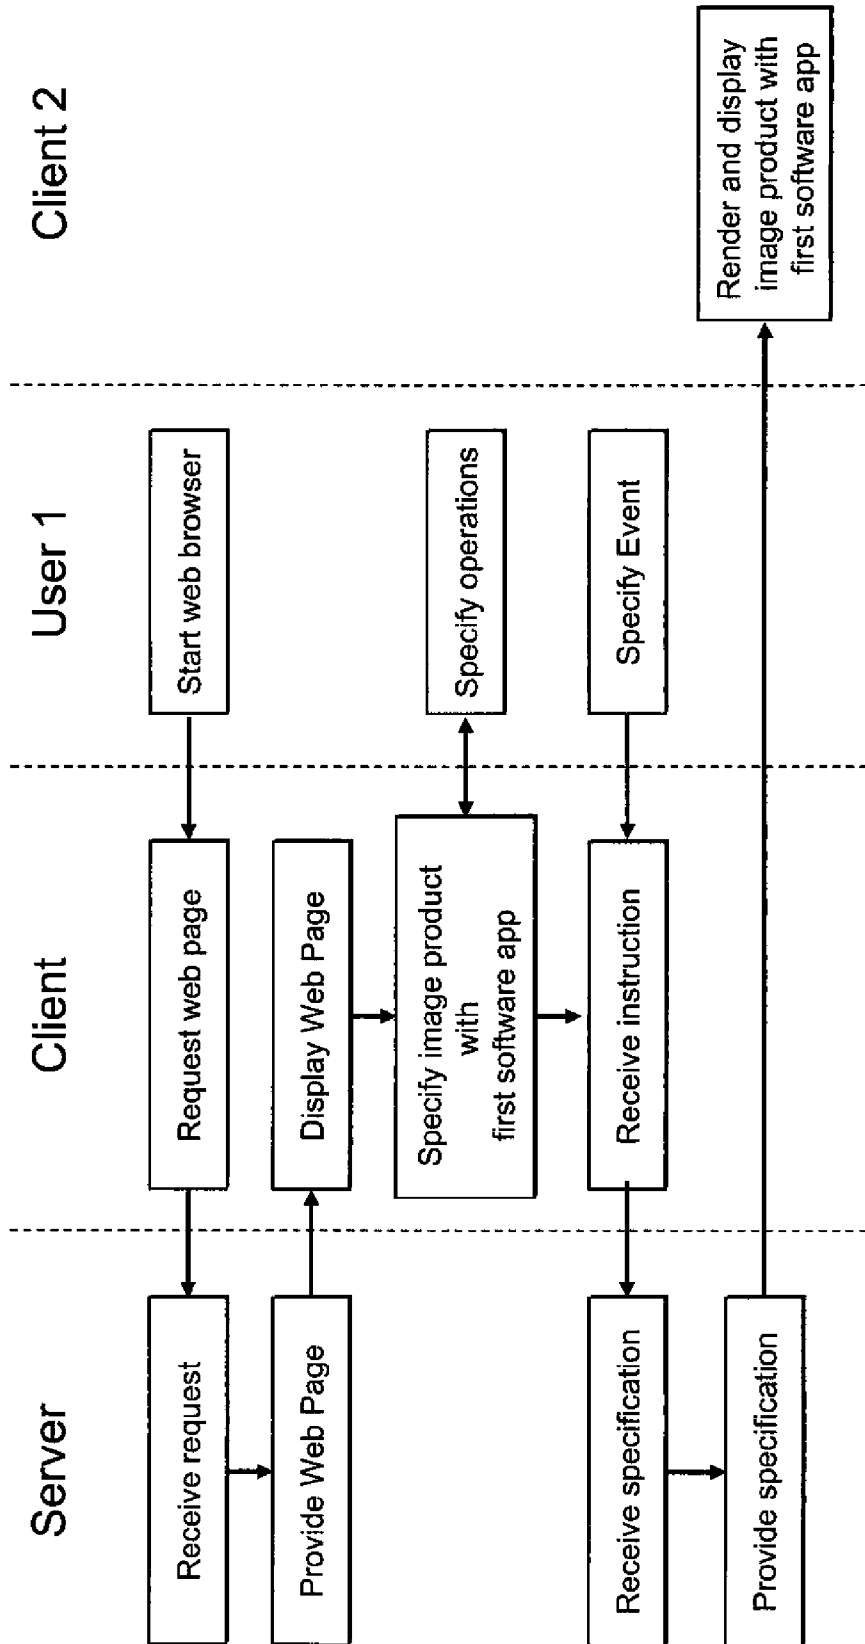 Server
Client
User 1
Client 2
Receive request
Request web page
Start web browser
Provide Web Page
Display Web Page
Specify image product
with
first software app
Specify operations
Receive specification
Receive instruction
Specify Event
Provide specification
Render and display
image product with
first software app